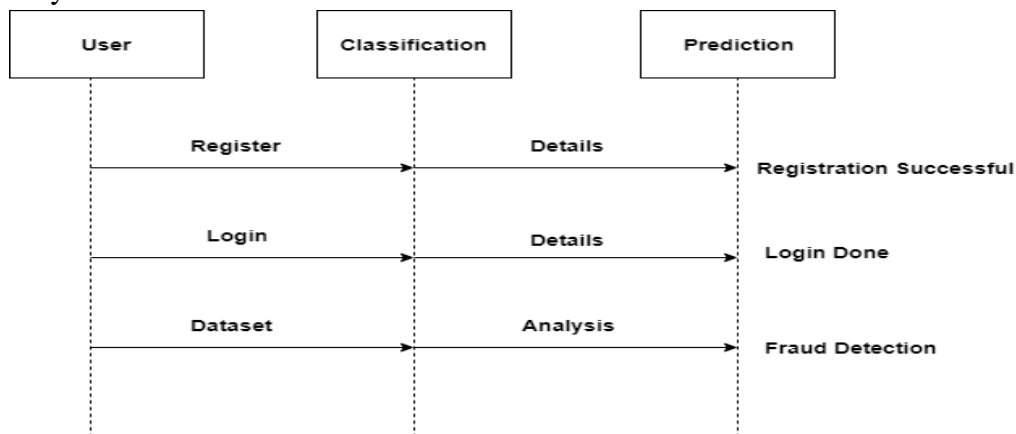 User Classification Prediction
Register Details
Registration Successful
Login Details
Login Done
Dataset Analysis
Fraud Detection